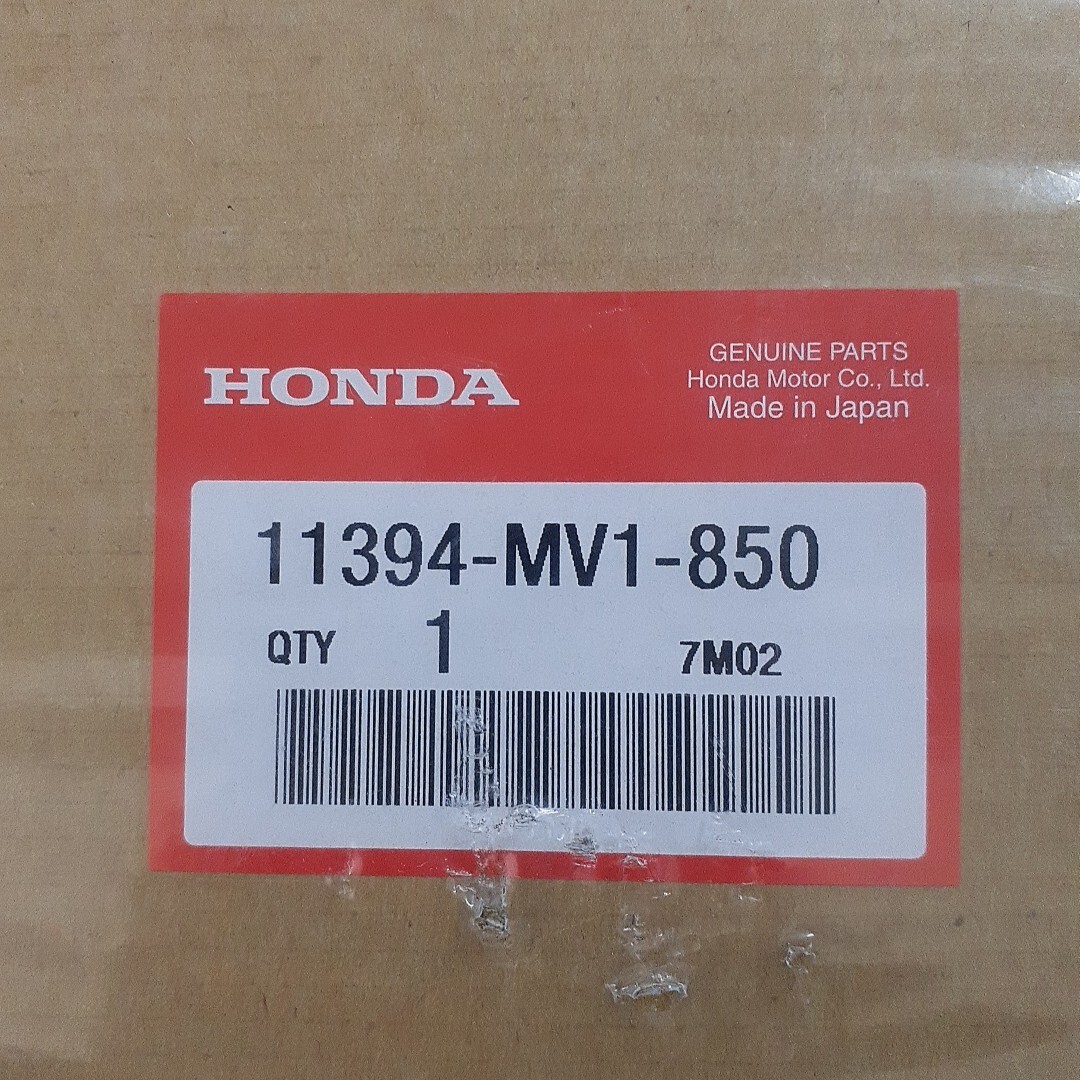 HONDA
GENUINE PARTS
Honda Motor Co., Ltd.
Made in Japan
11394-MV1-850
QTY 1 7M02